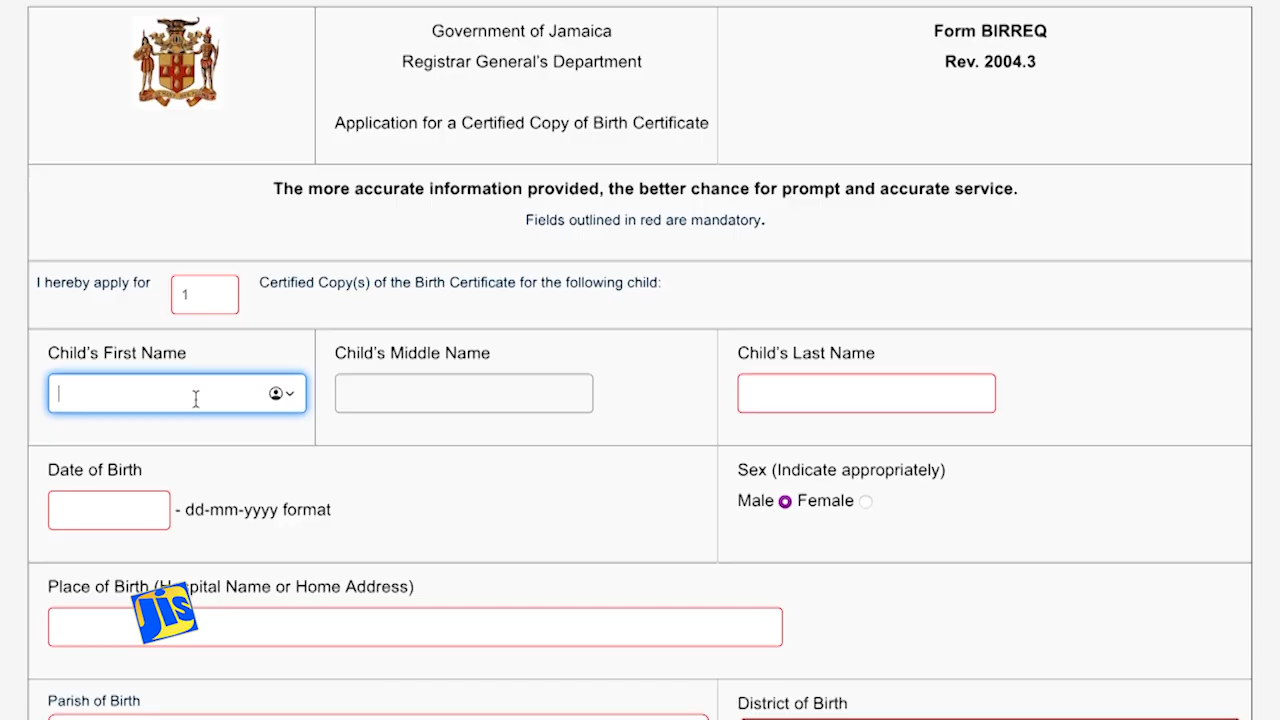 Government of Jamaica
Registrar General's Department
Application for a Certified Copy of Birth Certificate
Form BIRREQ
Rev. 2004.3
The more accurate information provided, the better chance for prompt and accurate service.
Fields outlined in red are mandatory.
I hereby apply for 1 Certified Copy(s) of the Birth Certificate for the following child:
Child's First Name
Child's Middle Name
Child's Last Name
Date of Birth
- dd-mm-yyyy format
Sex (Indicate appropriately)
Male Female
Place of Birth (Hospital Name or Home Address)
jis
Parish of Birth
District of Birth